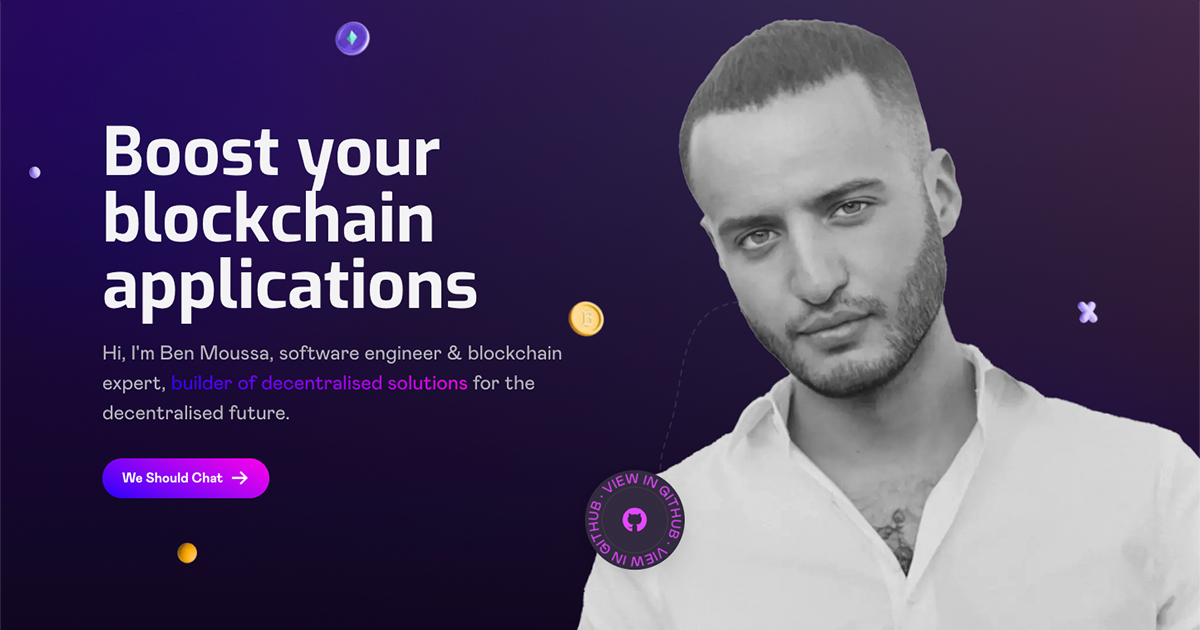 Boost your
blockchain
applications
Hi, I'm Ben Moussa, software engineer & blockchain
expert, builder of decentralised solutions for the
decentralised future.
We Should Chat
VIEW IN GITHUB · VIEW IN GITHUB ·
B